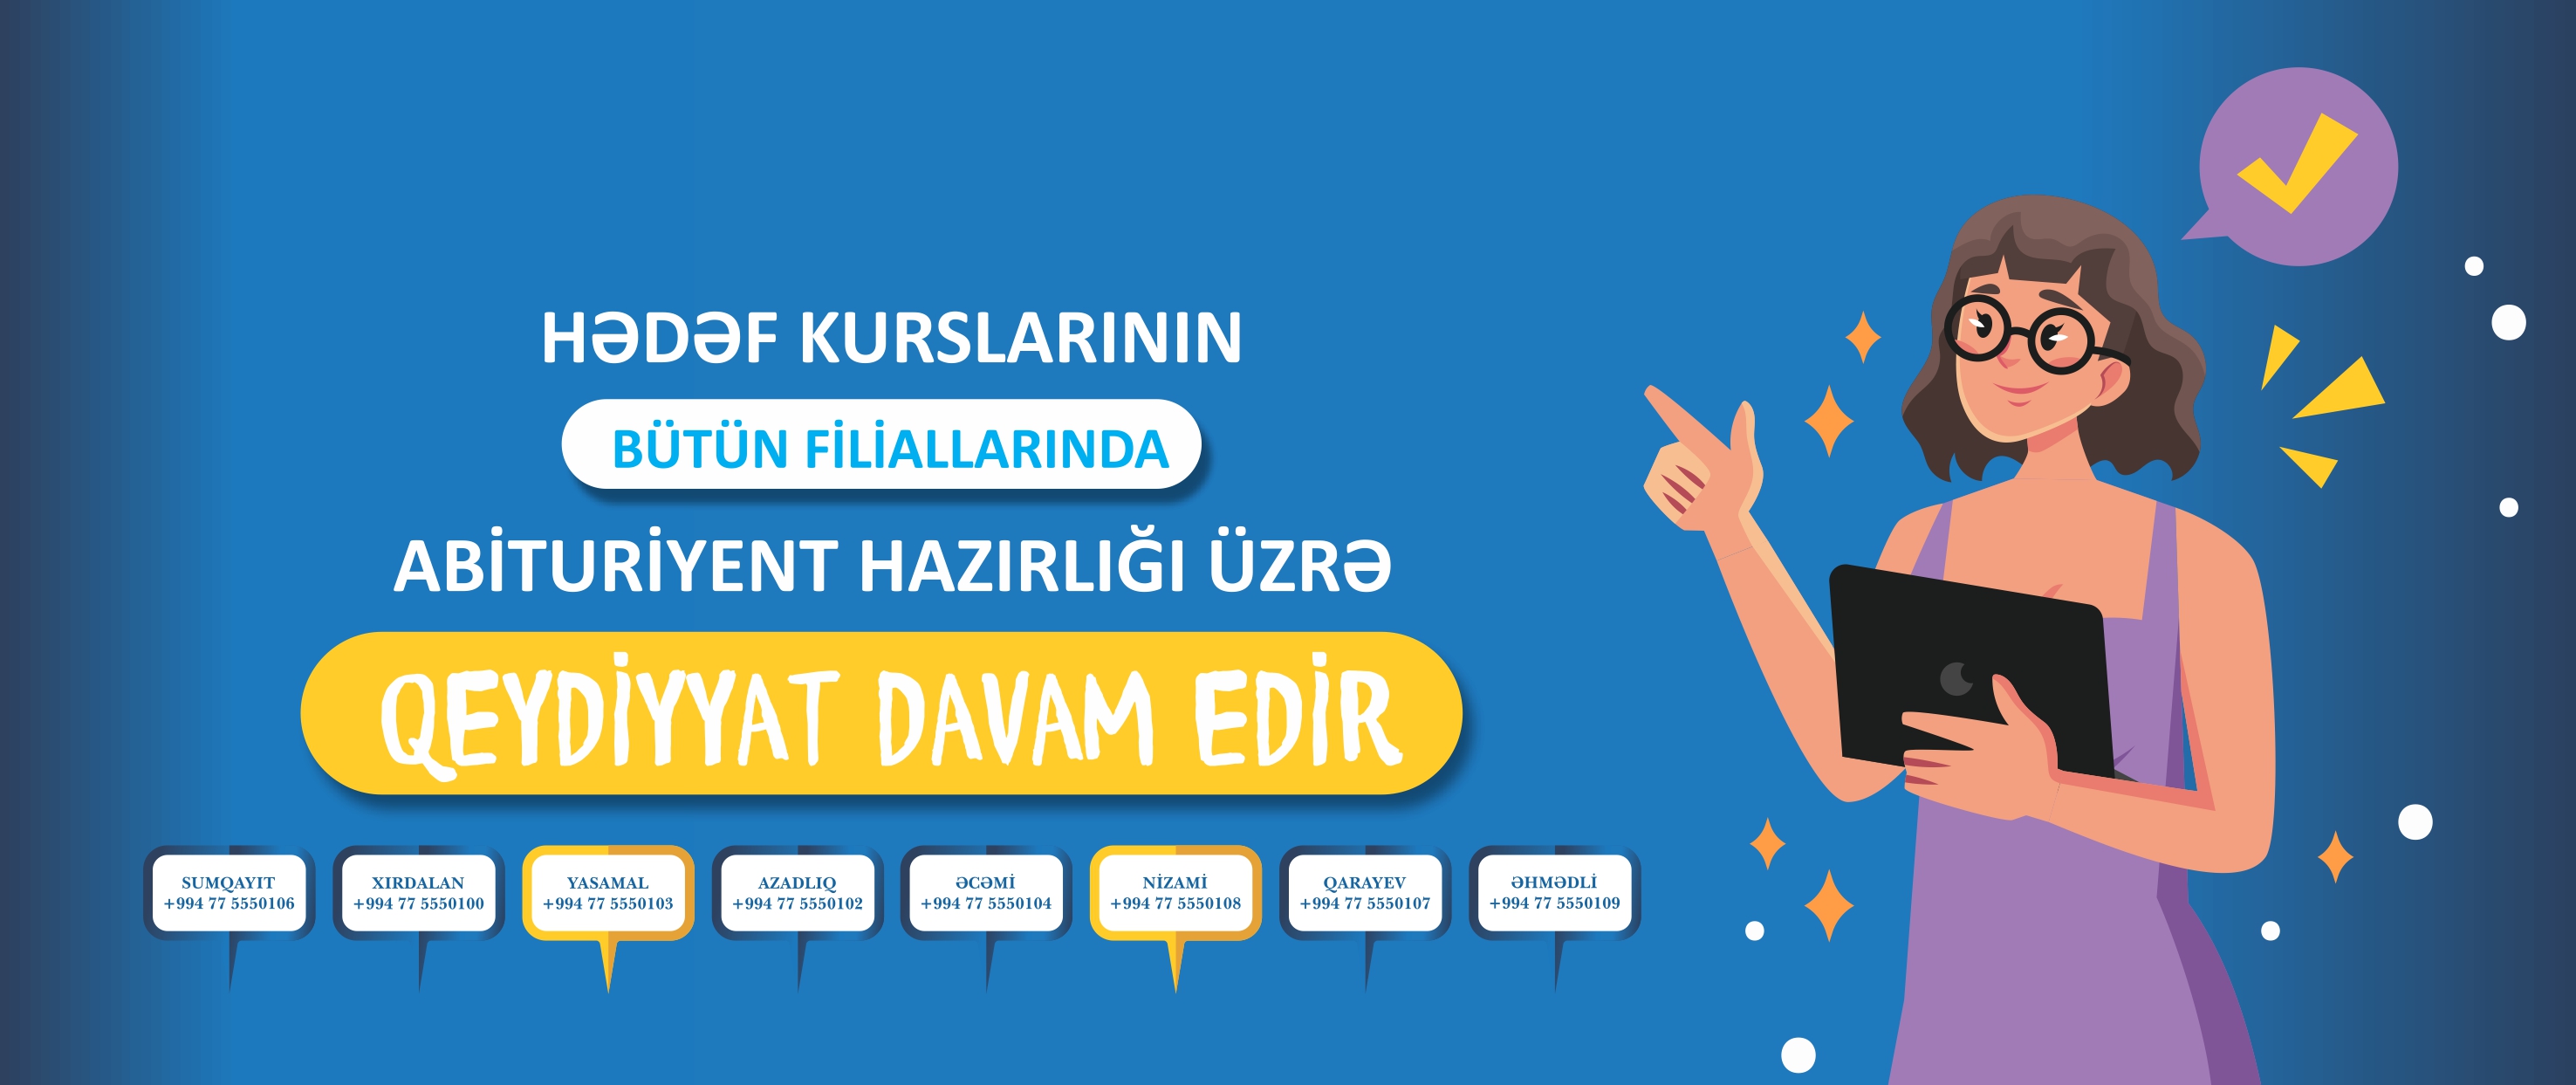 HƏDƏF KURSLARININ
BÜTÜN FİLİALLARINDA
ABİTURİYENT HAZIRLIĞI ÜZRƏ
QEYDİYYAT DAVAM EDİR
SUMQAYIT
+994 77 5550106
XIRDALAN
+994 77 5550100
YASAMAL
+994 77 5550103
AZADLIQ
+994 77 5550102
ƏCƏMİ
+994 77 5550104
NİZAMİ
+994 77 5550108
QARAYEV
+994 77 5550107
ƏHMƏDLİ
+994 77 5550109